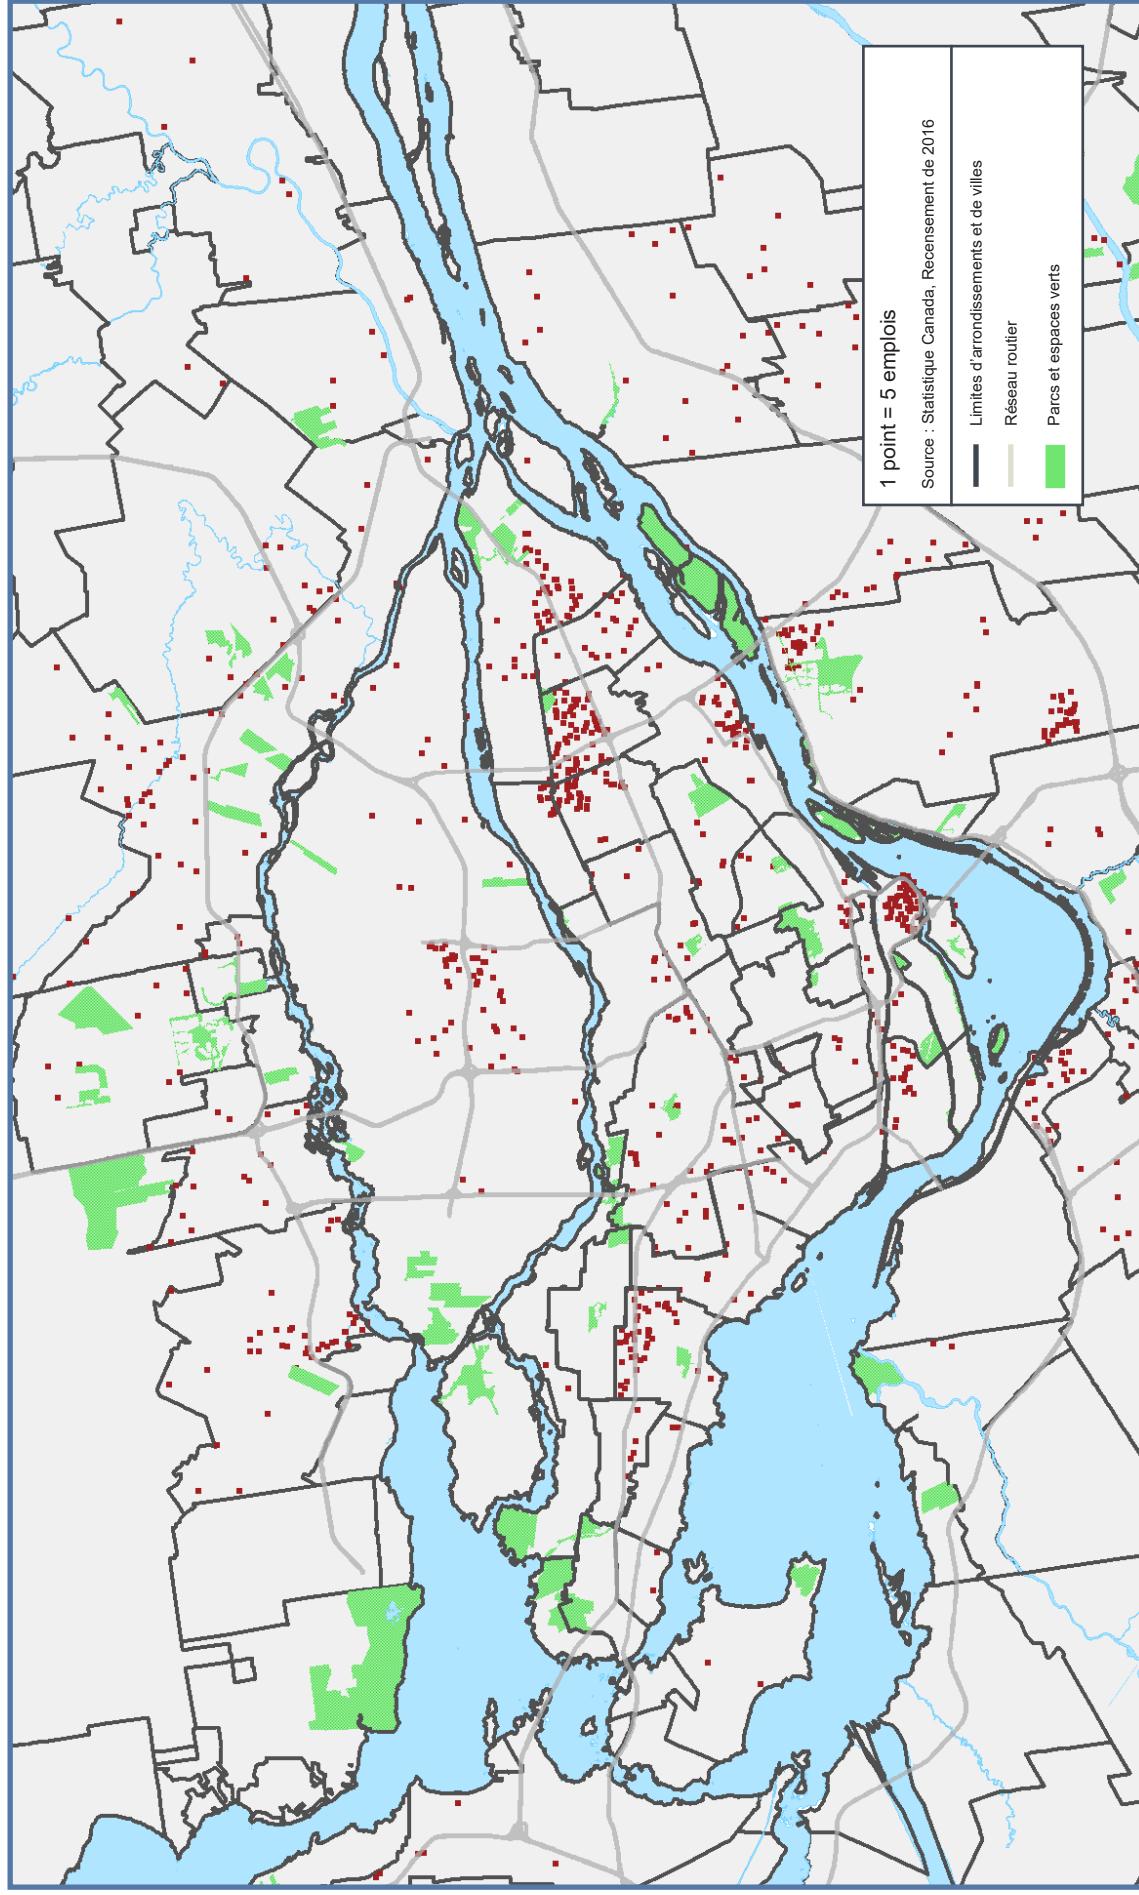 1 point = 5 emplois
Source : Statistique Canada, Recensement de 2016
Limites d'arrondissements et de villes
Réseau routier
Parcs et espaces verts